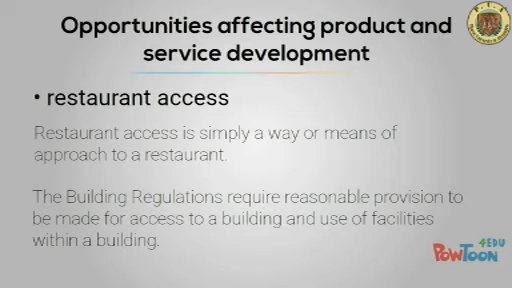 Opportunities affecting product and
service development
• restaurant access
Restaurant access is simply a way or means of
approach to a restaurant.
The Building Regulations require reasonable provision to
be made for access to a building and use of facilities
within a building.
4EDU
POWTOON